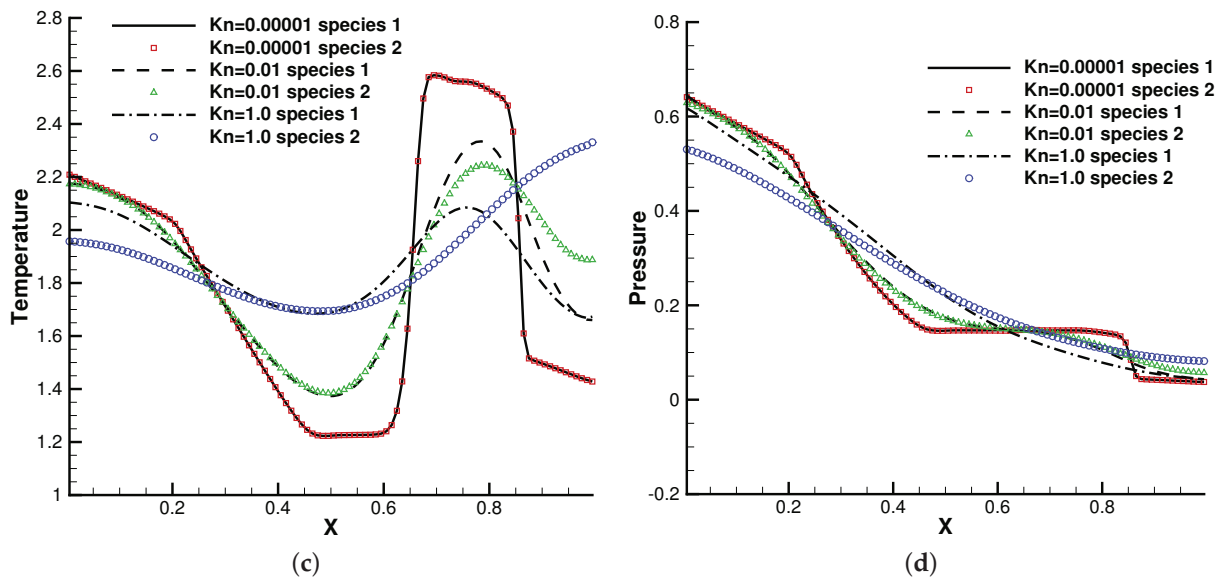 2.8
2.6
2.4
2.2
2
1.8
1.6
1.4
1.2
1
Temperature
Kn=0.00001 species 1
Kn=0.00001 species 2
Kn=0.01 species 1
Kn=0.01 species 2
Kn=1.0 species 1
Kn=1.0 species 2
0.2 0.4 0.6 0.8
X
(c)
0.8
0.6
0.4
0.2
0
-0.2
Pressure
Kn=0.00001 species 1
Kn=0.00001 species 2
Kn=0.01 species 1
Kn=0.01 species 2
Kn=1.0 species 1
Kn=1.0 species 2
0.2 0.4 0.6 0.8
X
(d)